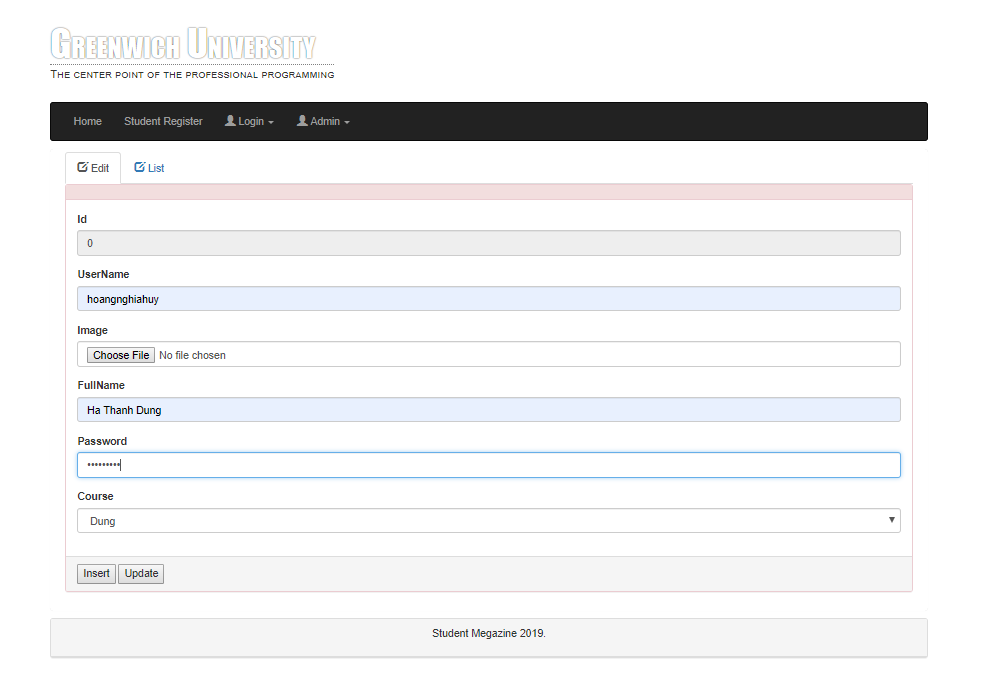 Greenwich University
The center point of the professional programming
Home Student Register Login Admin
Edit List
Id
0
UserName
hoangnghiahuy
Image
Choose File No file chosen
FullName
Ha Thanh Dung
Password
•••••••••
Course
Dung
Insert Update
Student Megazine 2019.